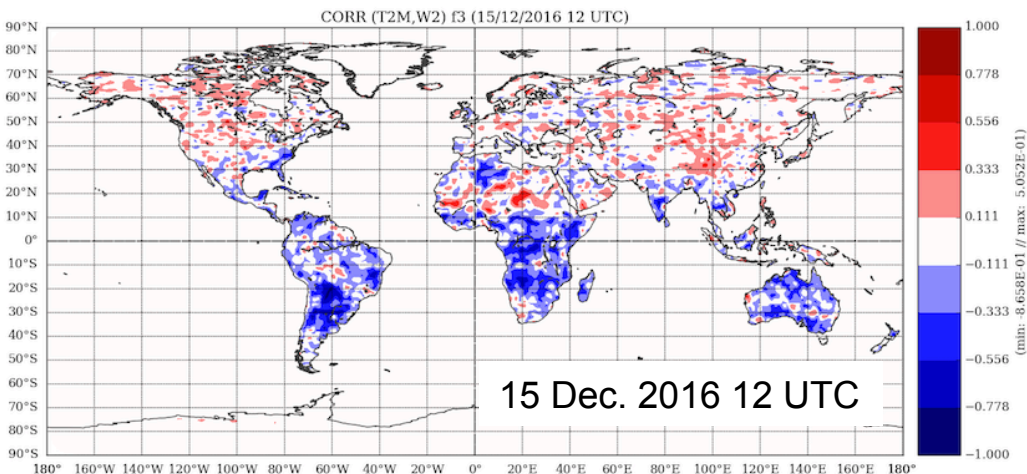 CORR (T2M,W2) f3 (15/12/2016 12 UTC)
90°N
80°N
70°N
60°N
50°N
40°N
30°N
20°N
10°N
0°
10°S
20°S
30°S
40°S
50°S
60°S
70°S
80°S
90°S
180° 160°W 140°W 120°W 100°W 80°W 60°W 40°W 20°W 0° 20°E 40°E 60°E 80°E 100°E 120°E 140°E 160°E 180°
15 Dec. 2016 12 UTC
1.000
0.778
0.556
0.333
0.111
−0.111
−0.333
−0.556
−0.778
−1.000
(min: -8.658E-01 // max: 5.052E-01)